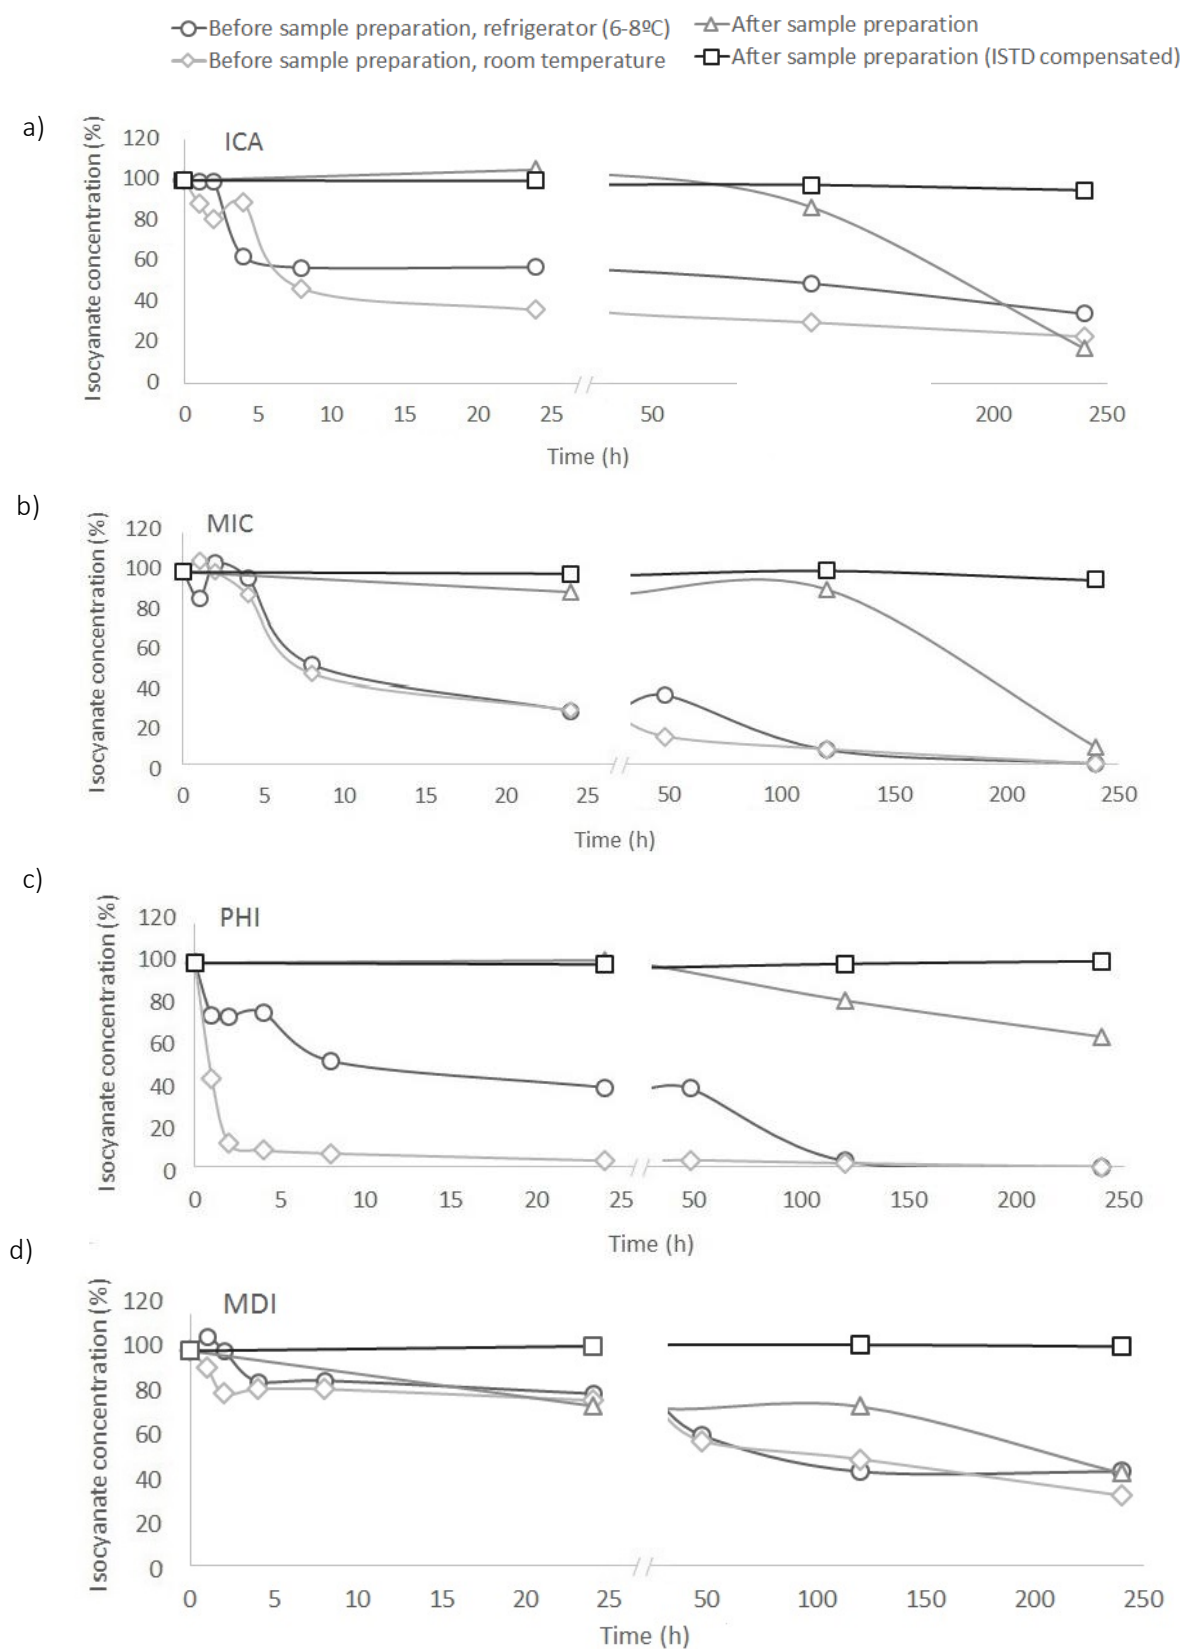 Before sample preparation, refrigerator (6-8ºC) After sample preparation
Before sample preparation, room temperature After sample preparation (ISTD compensated)
a)
ICA
Isocyanate concentration (%)
120
100
80
60
40
20
0
0 5 10 15 20 25 50 200 250
Time (h)
b)
MIC
Isocyanate concentration (%)
120
100
80
60
40
20
0
0 5 10 15 20 25 50 100 150 200 250
Time (h)
c)
PHI
Isocyanate concentration (%)
120
100
80
60
40
20
0
0 5 10 15 20 25 50 100 150 200 250
Time (h)
d)
MDI
Isocyanate concentration (%)
120
100
80
60
40
20
0
0 5 10 15 20 25 50 100 150 200 250
Time (h)